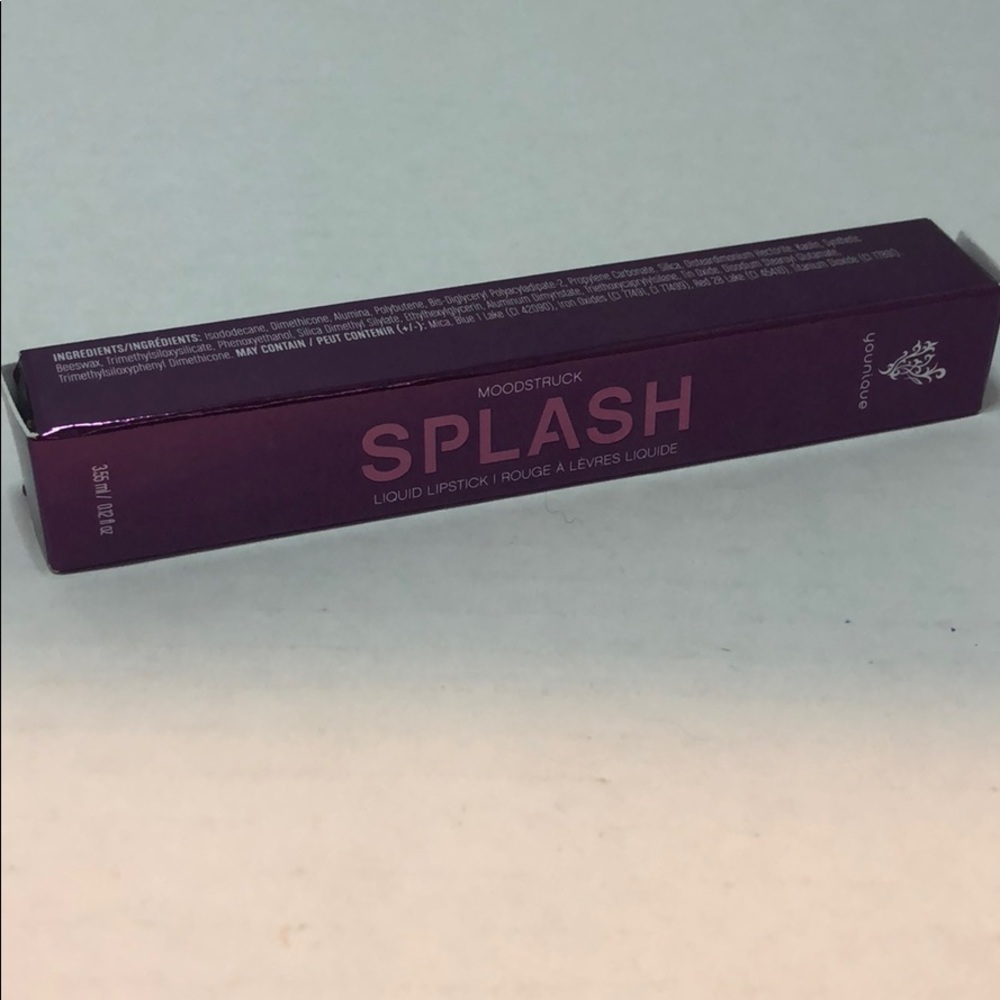 INGREDIENTS/INGRÉDIENTS: Isododecane, Dimethicone, Alumina, Polybutene, Bis-Diglyceryl Polyacyladipate-2, Propylene Carbonate, Silica, Disteardimonium Hectorite, Kaolin, Synthetic
Beeswax, Trimethylsiloxysilicate, Phenoxyethanol, Silica Dimethyl Silylate, Ethylhexylglycerin, Aluminum Dimyristate, Triethoxycaprylylsilane, Tin Oxide, Disodium Stearoyl Glutamate,
Trimethylsiloxyphenyl Dimethicone. MAY CONTAIN / PEUT CONTENIR (+/-): Mica, Blue 1 Lake (CI 42090), Iron Oxides (CI 77491, CI 77499), Red 28 Lake (CI 45410), Titanium Dioxide (CI 77891)
MOODSTRUCK
SPLASH
LIQUID LIPSTICK | ROUGE À LÈVRES LIQUIDE
3.55 ml / 0.12 fl oz
younique